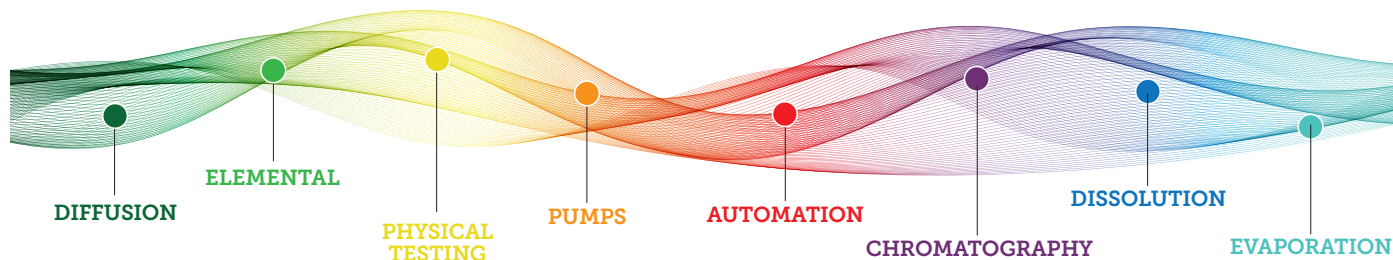 DIFFUSION
ELEMENTAL
PHYSICAL
TESTING
PUMPS
AUTOMATION
CHROMATOGRAPHY
DISSOLUTION
EVAPORATION